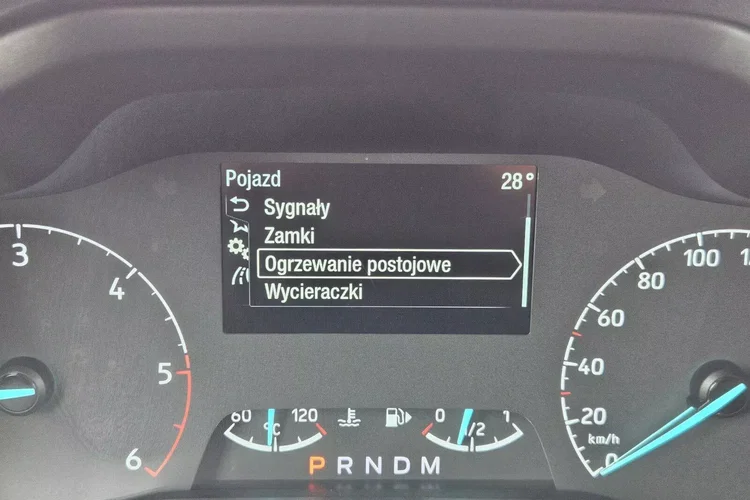 Pojazd 28°
Sygnały
Zamki
Ogrzewanie postojowe
Wycieraczki
3
4
5
6
100
80
60
40
20
0
km/h
60 120
°C
0 1/2 1
P R N D M